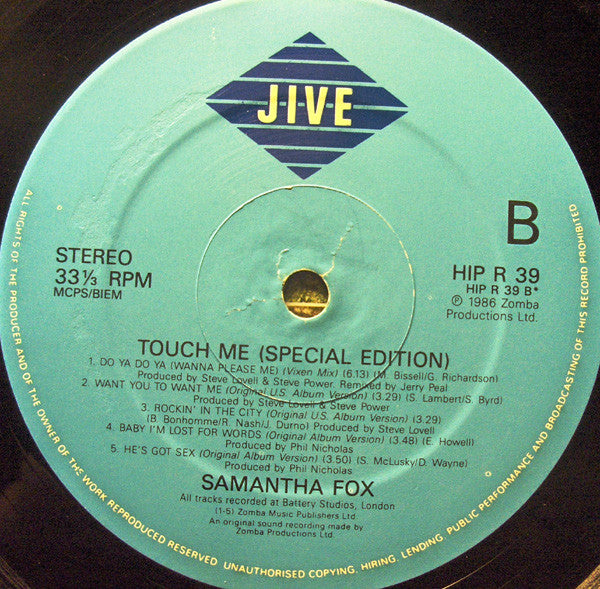 JIVE
B
STEREO
33⅓ RPM
MCPS/BIEM
HIP R 39
HIP R 39 B*
℗ 1986 Zomba
Productions Ltd.
TOUCH ME (SPECIAL EDITION)
1. DO YA DO YA (WANNA PLEASE ME) (Vixen Mix) (6.13) (M. Bissell/G. Richardson)
Produced by Steve Lovell & Steve Power. Remixed by Jerry Peal
2. WANT YOU TO WANT ME (Original U.S. Album Version) (3.29) (S. Lambert/S. Byrd)
Produced by Steve Lovell & Steve Power
3. ROCKIN' IN THE CITY (Original U.S. Album Version) (3.29)
(B. Bonhomme/R. Nash/J. Durno) Produced by Steve Lovell
4. BABY I'M LOST FOR WORDS (Original Album Version) (3.48) (E. Howell)
Produced by Phil Nicholas
5. HE'S GOT SEX (Original Album Version) (3.50) (S. McLusky/D. Wayne)
Produced by Phil Nicholas
SAMANTHA FOX
All tracks recorded at Battery Studios, London
(1-5) Zomba Music Publishers Ltd.
An original sound recording made by
Zomba Productions Ltd.
ALL RIGHTS OF THE PRODUCER AND OF THE OWNER OF THE WORK REPRODUCED RESERVED UNAUTHORISED COPYING, HIRING, LENDING, PUBLIC PERFORMANCE AND BROADCASTING OF THIS RECORD PROHIBITED